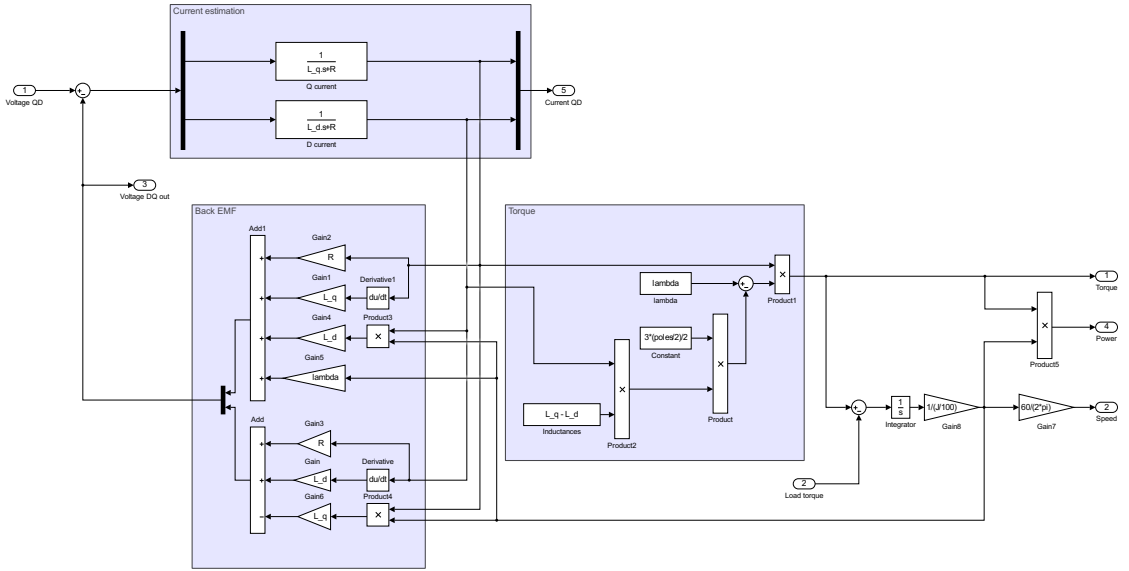 Current estimation
1
L_q.s+R
Q current
1
Voltage QD
+
−
5
Current QD
1
L_d.s+R
D current
3
Voltage DQ out
Back EMF
Torque
Add1
Gain2
R
+
Gain1
Derivative1
L_q
du/dt
+
Gain4
Product3
L_d
×
+
Gain5
lambda
+
lambda
lambda
+
−
×
Product1
1
Torque
3*(poles/2)/2
Constant
×
Product
×
Product5
4
Power
L_q - L_d
Inductances
×
Product2
+
−
1
s
Integrator
1/(J/100)
Gain8
60/(2*pi)
Gain7
2
Speed
2
Load torque
Add
Gain3
R
+
Gain
Derivative
L_d
du/dt
+
Gain6
Product4
L_q
×
−